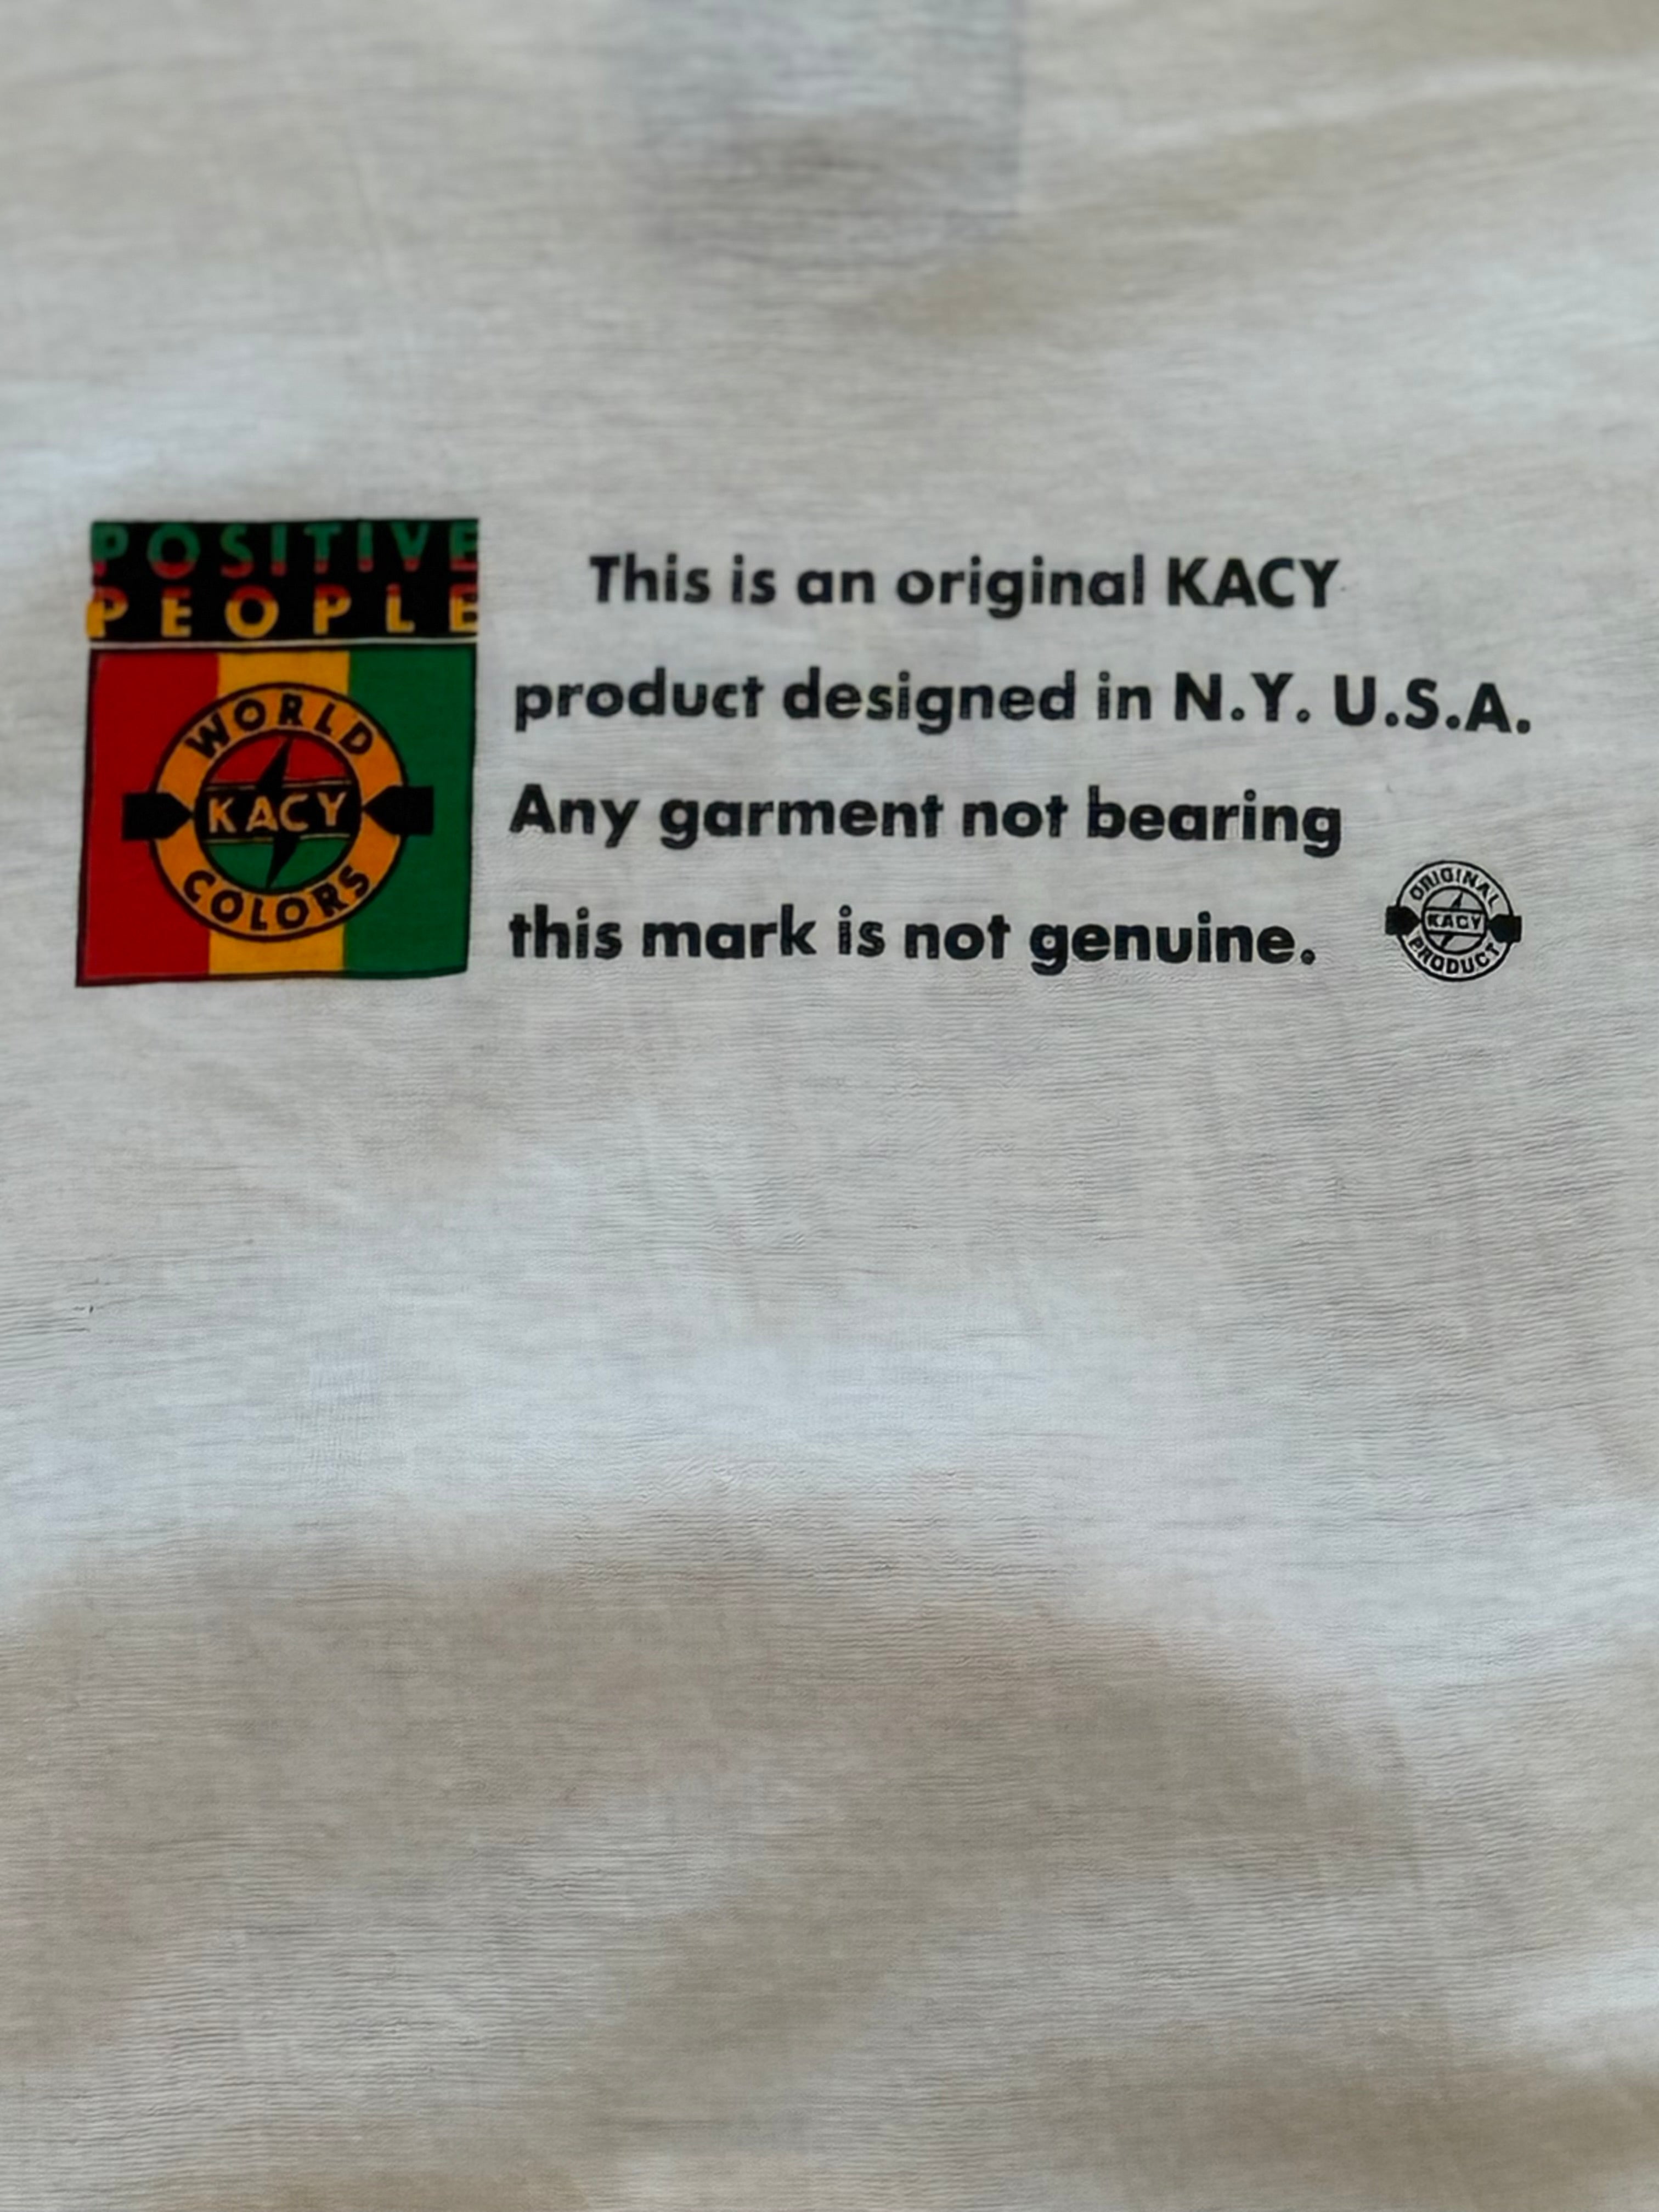 POSITIVE
PEOPLE
WORLD
KACY
COLORS
This is an original KACY
product designed in N.Y. U.S.A.
Any garment not bearing
this mark is not genuine.
ORIGINAL
KACY
PRODUCT